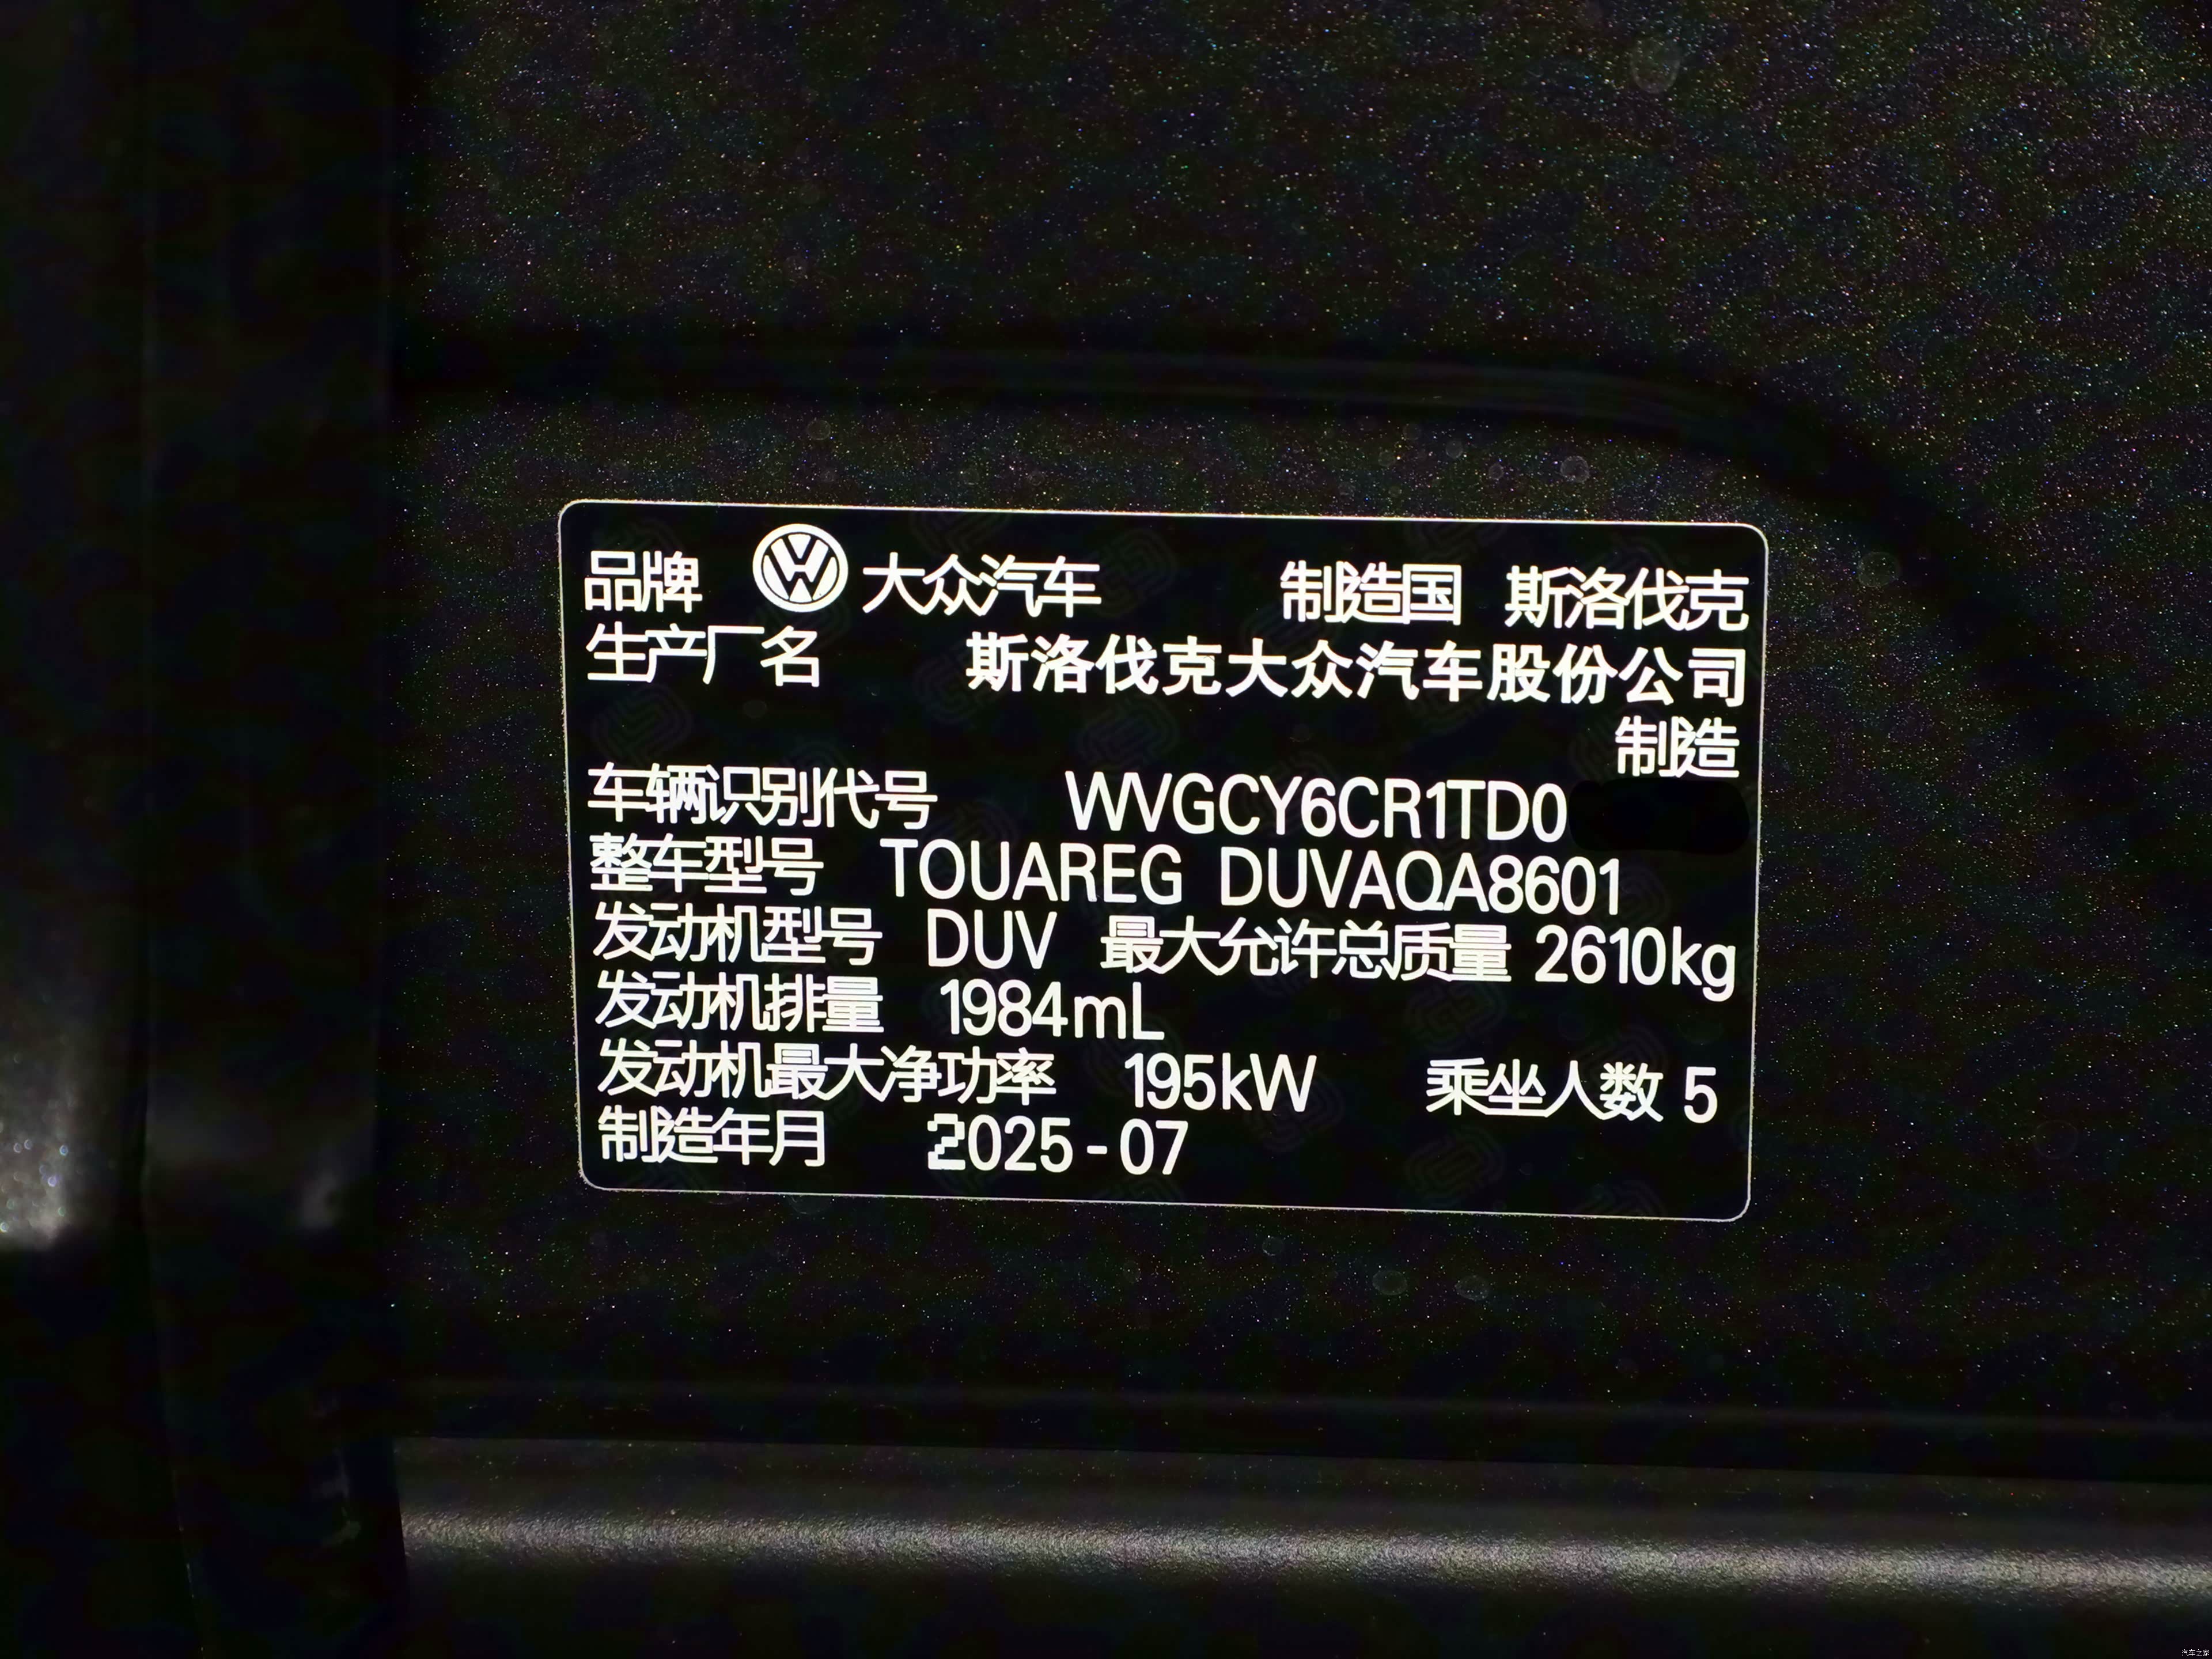 品牌 大众汽车 制造国 斯洛伐克
生产厂名 斯洛伐克大众汽车股份公司
制造
车辆识别代号 WVGCY6CR1TD0
整车型号 TOUAREG DUVAQA8601
发动机型号 DUV 最大允许总质量 2610kg
发动机排量 1984mL
发动机最大净功率 195kW 乘坐人数 5
制造年月 2025-07
汽车之家